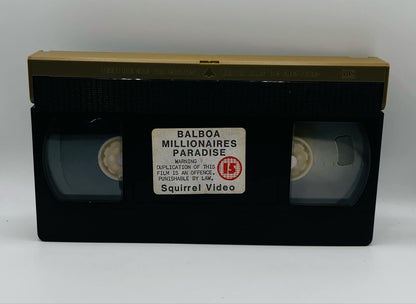 BALBOA
MILLIONAIRES
PARADISE
WARNING
DUPLICATION OF THIS
FILM IS AN OFFENCE,
PUNISHABLE BY LAW.
15
Squirrel Video